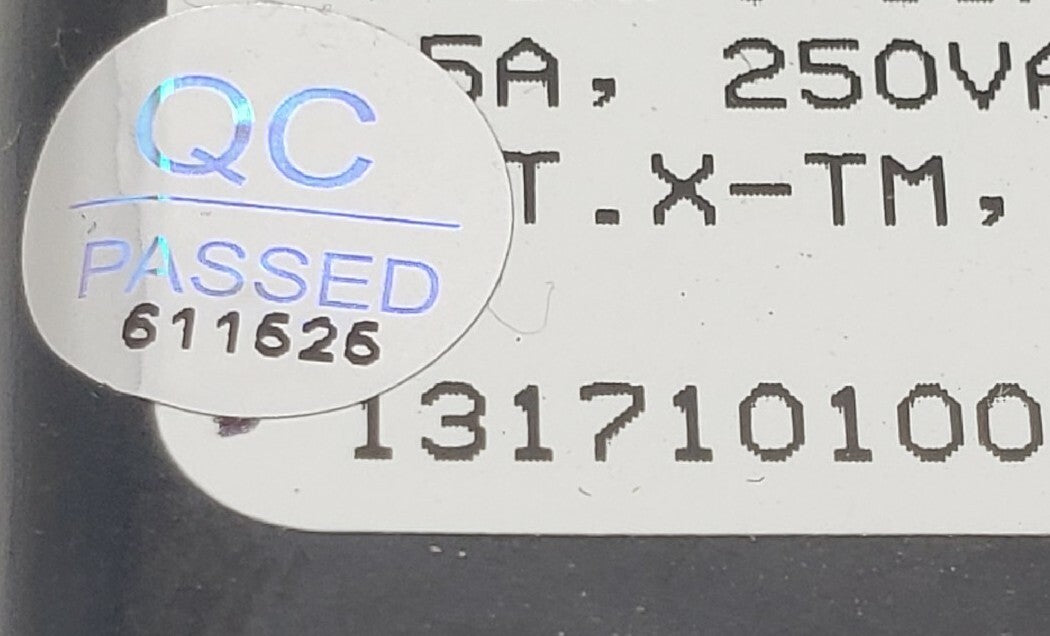 QC
PASSED
611626
5A, 250VA
T.X-TM,
131710100